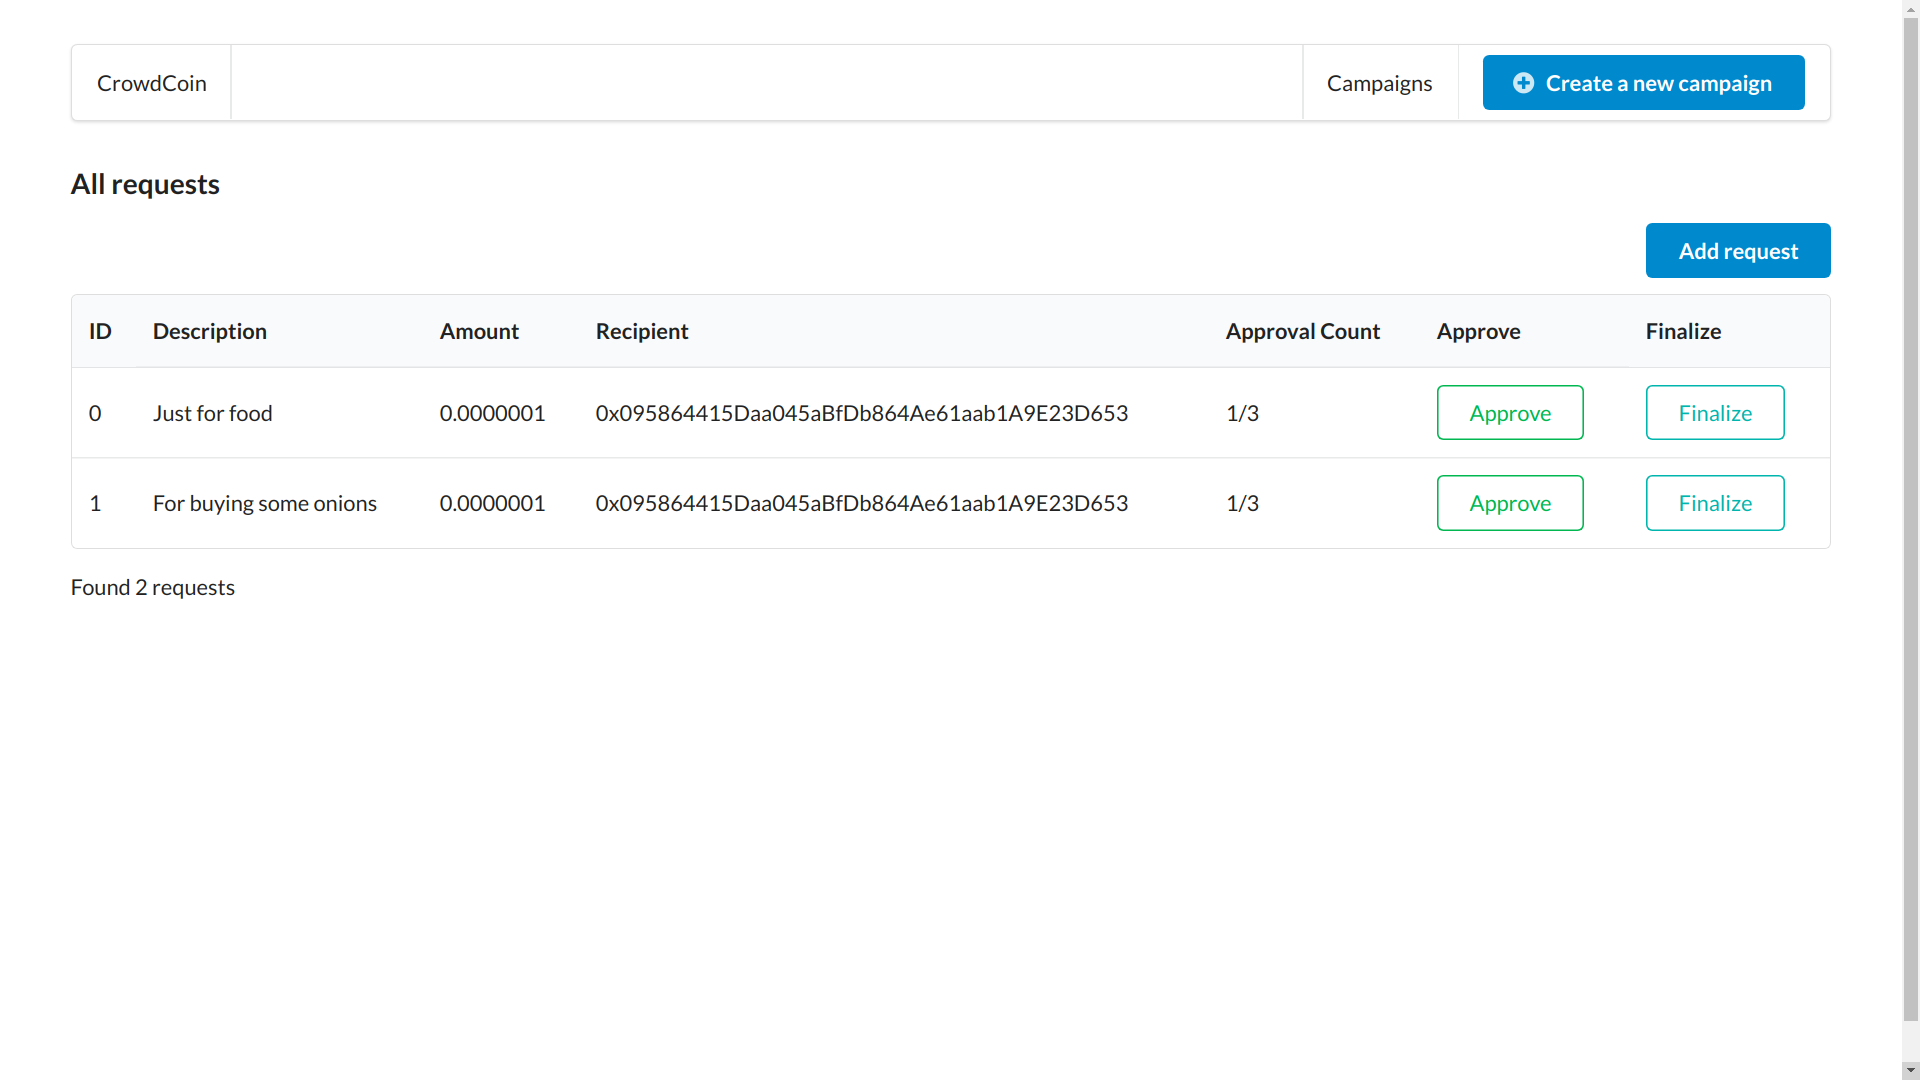 CrowdCoin Campaigns Create a new campaign
All requests
Add request
ID Description Amount Recipient Approval Count Approve Finalize
0 Just for food 0.0000001 0x095864415Daa045aBfDb864Ae61aab1A9E23D653 1/3 Approve Finalize
1 For buying some onions 0.0000001 0x095864415Daa045aBfDb864Ae61aab1A9E23D653 1/3 Approve Finalize
Found 2 requests